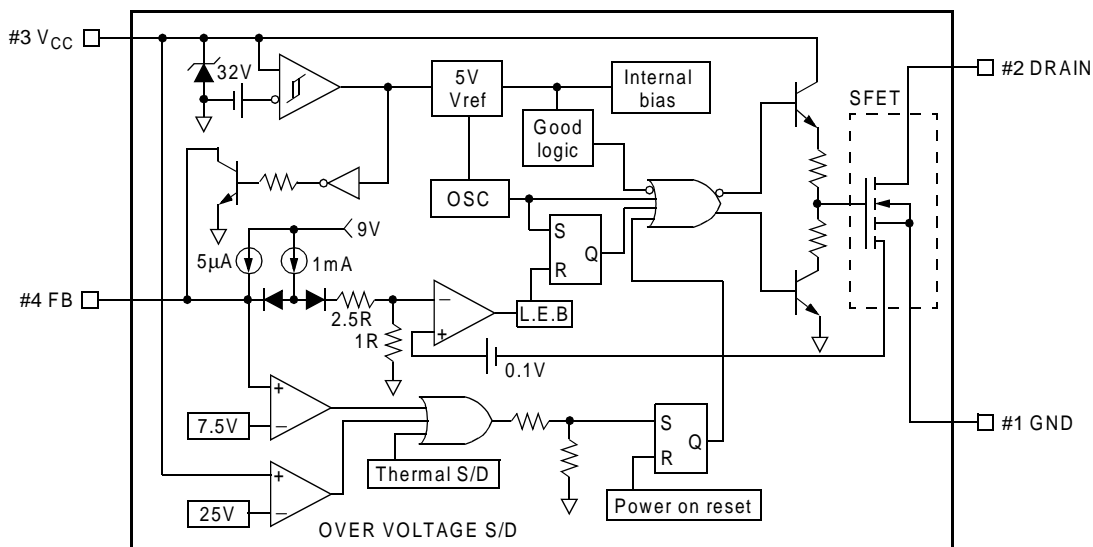 #3 VCC
32V
5V
Vref
Internal
bias
#2 DRAIN
SFET
Good
logic
OSC
9V
5μA
1mA
S
Q
R
#4 FB
2.5R
1R
−
+
L.E.B
0.1V
+
7.5V
−
Thermal S/D
S
Q
R
#1 GND
+
25V
−
Power on reset
OVER VOLTAGE S/D